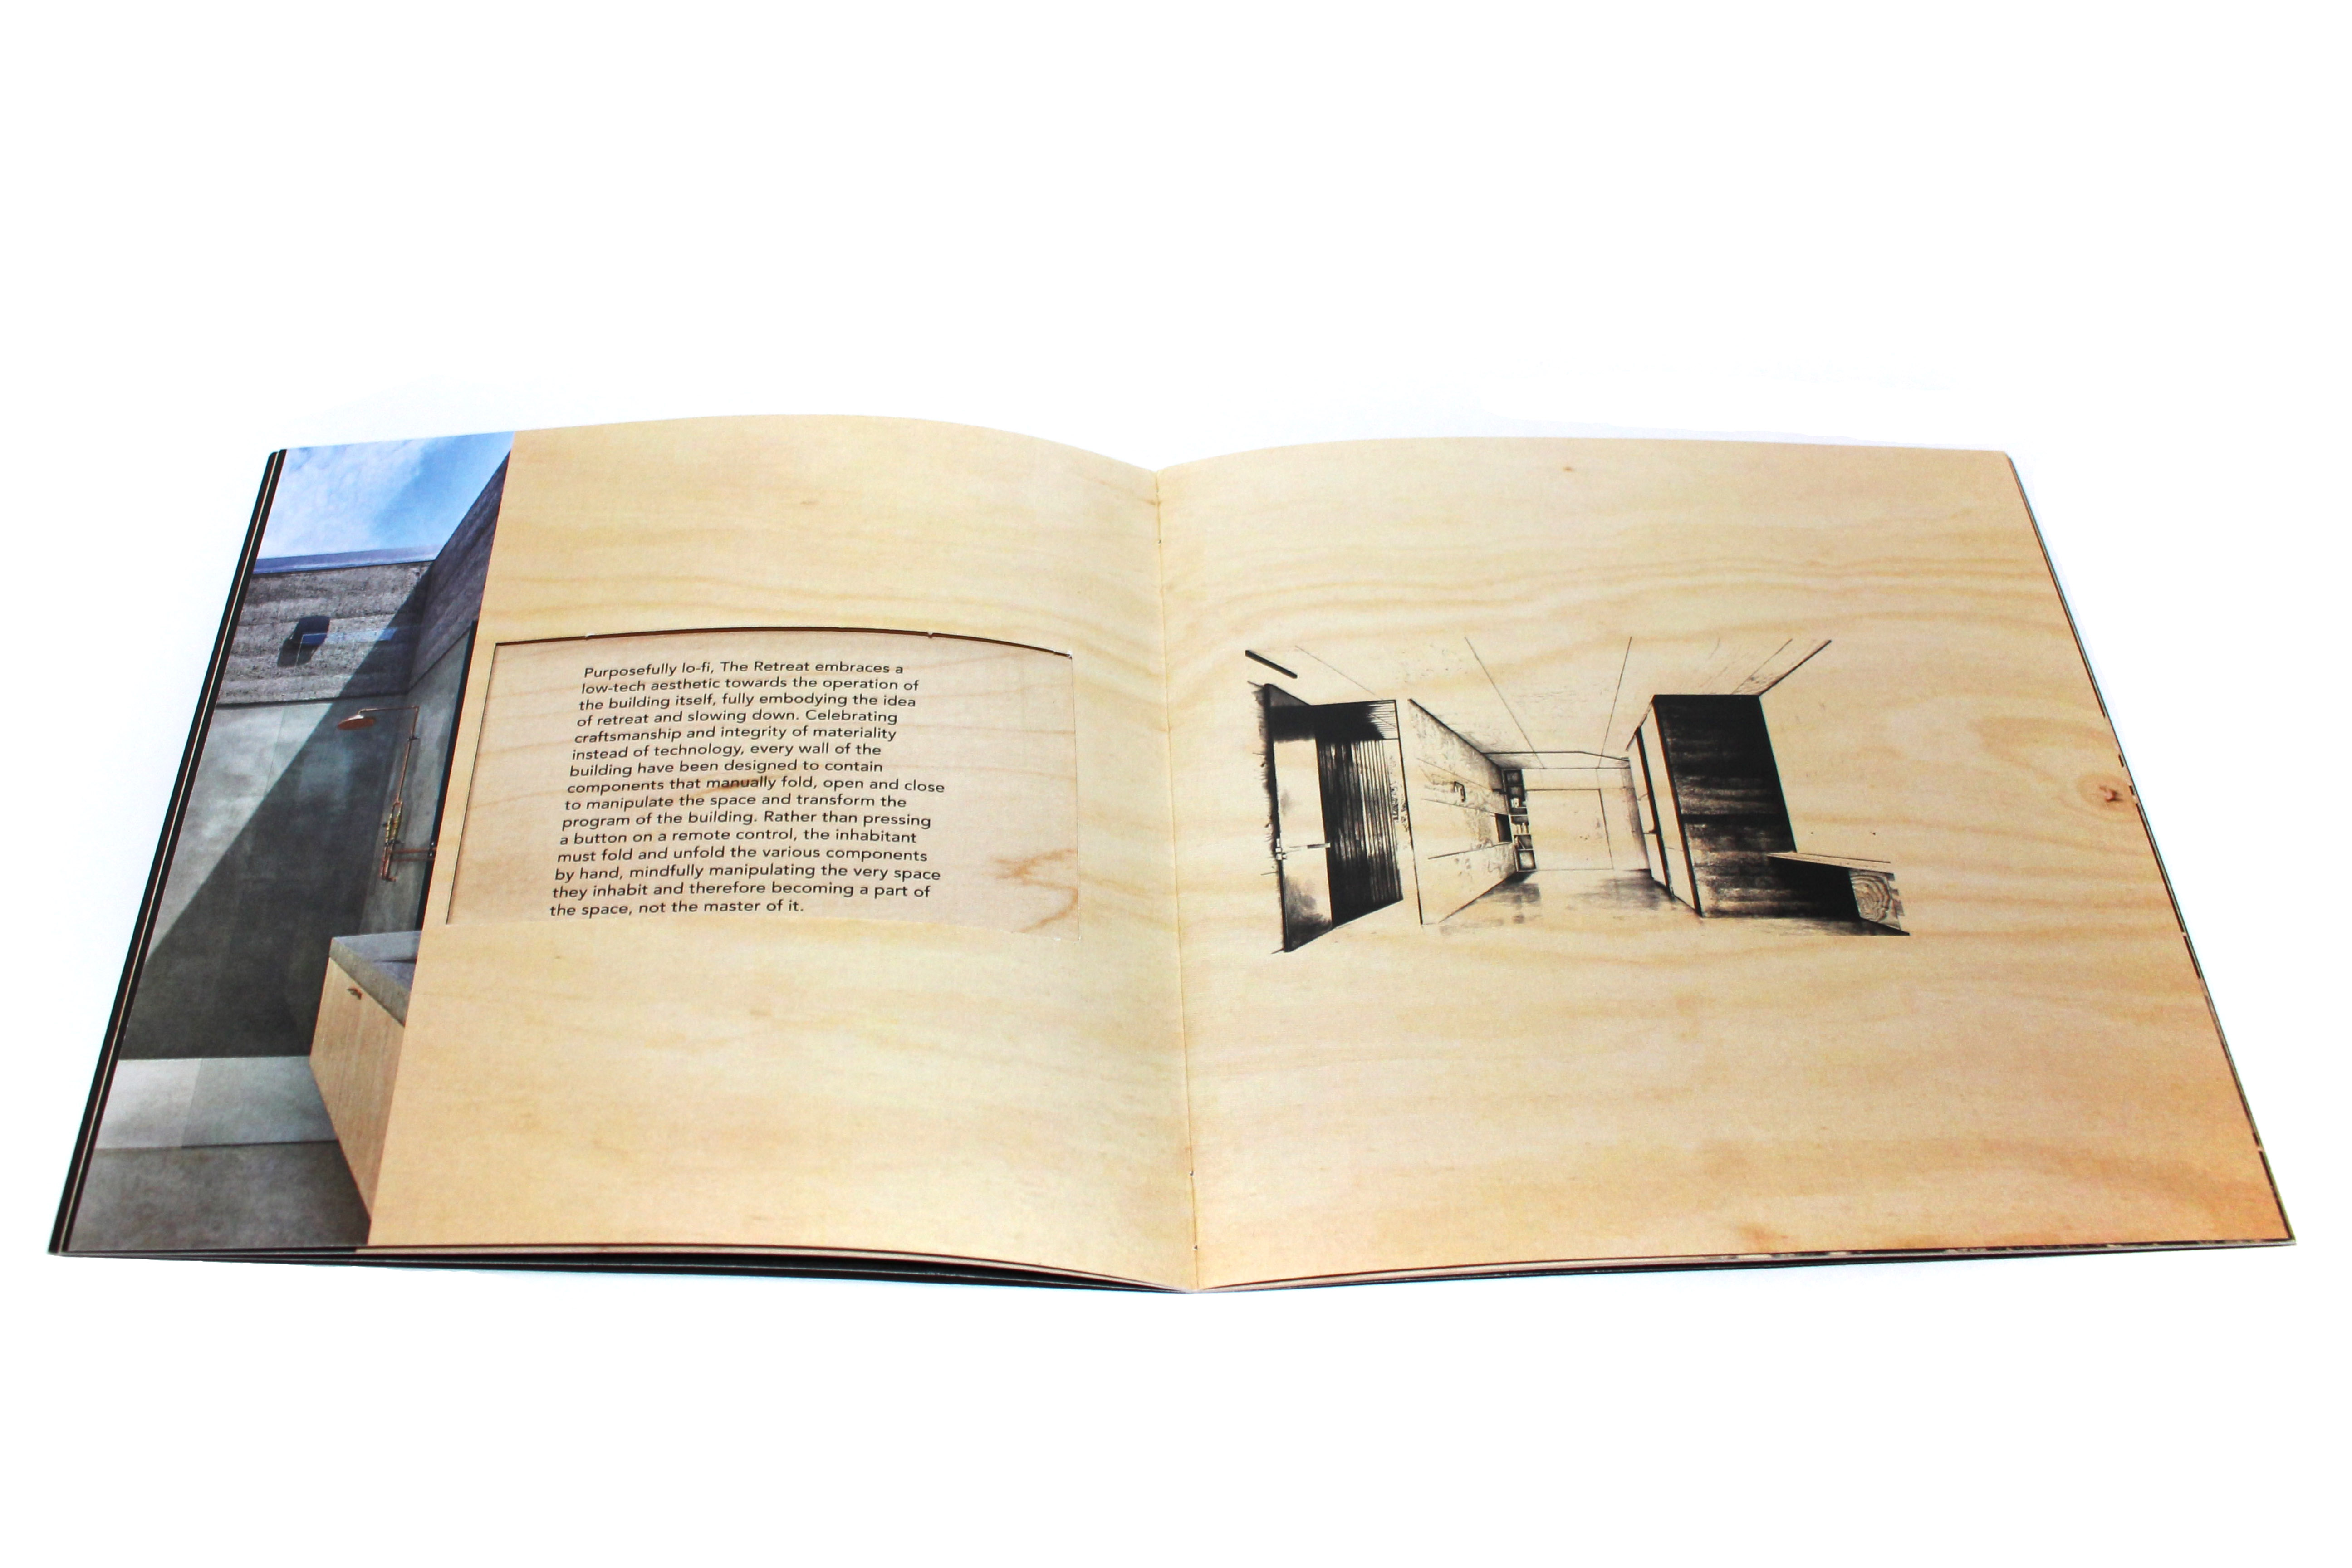 Purposefully lo-fi, The Retreat embraces a
low-tech aesthetic towards the operation of
the building itself, fully embodying the idea
of retreat and slowing down. Celebrating
craftsmanship and integrity of materiality
instead of technology, every wall of the
building have been designed to contain
components that manually fold, open and close
to manipulate the space and transform the
program of the building. Rather than pressing
a button on a remote control, the inhabitant
must fold and unfold the various components
by hand, mindfully manipulating the very space
they inhabit and therefore becoming a part of
the space, not the master of it.